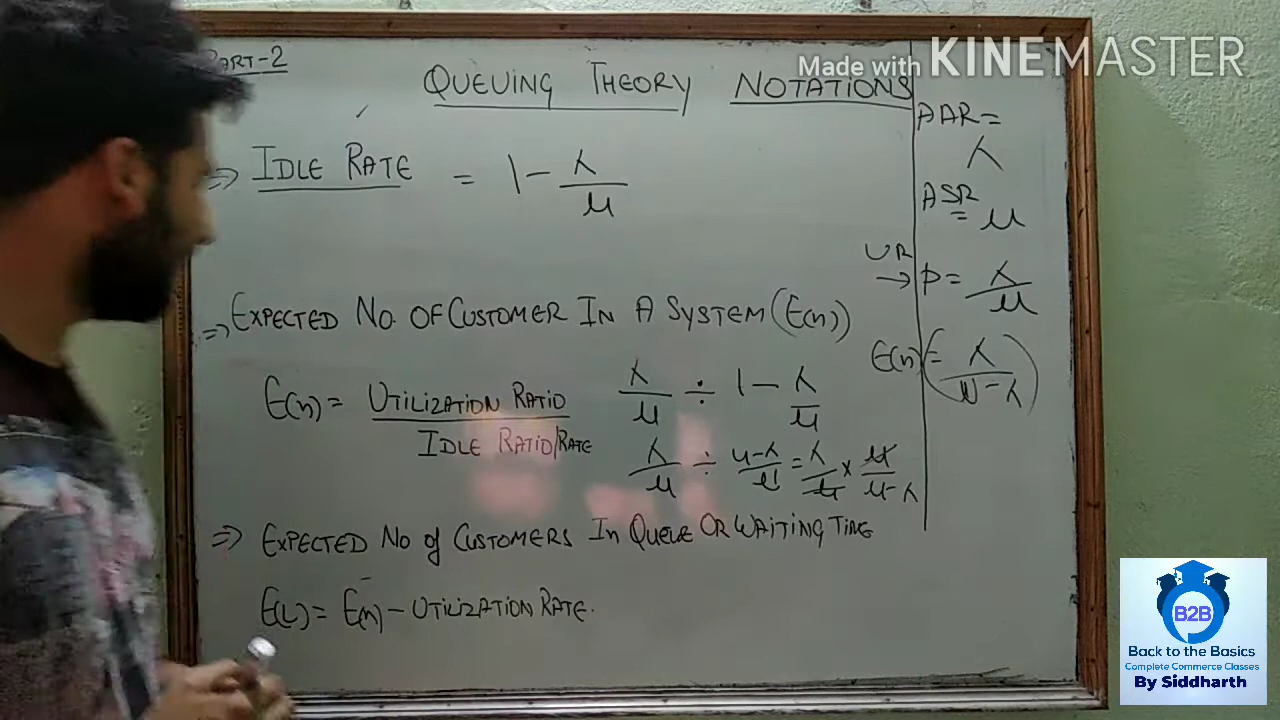 PART-2
QUEUING THEORY NOTATIONS
Made with KINEMASTER
⇒ IDLE RATE = 1 - λ/μ
⇒ EXPECTED NO. OF CUSTOMER IN A SYSTEM (E(n))
E(n) = UTILIZATION RATIO / IDLE RATIO/RATE
λ/μ ÷ 1 - λ/μ
λ/μ ÷ μ-λ/μ = λ/μ × μ/μ-λ
⇒ EXPECTED NO of CUSTOMERS IN QUEUE OR WAITING TIME
E(L) = E(n) - UTILIZATION RATE.
AAR =
λ
ASR
= μ
UR
→ p = λ/μ
E(n) = λ/μ-λ
B2B
Back to the Basics
Complete Commerce Classes
By Siddharth